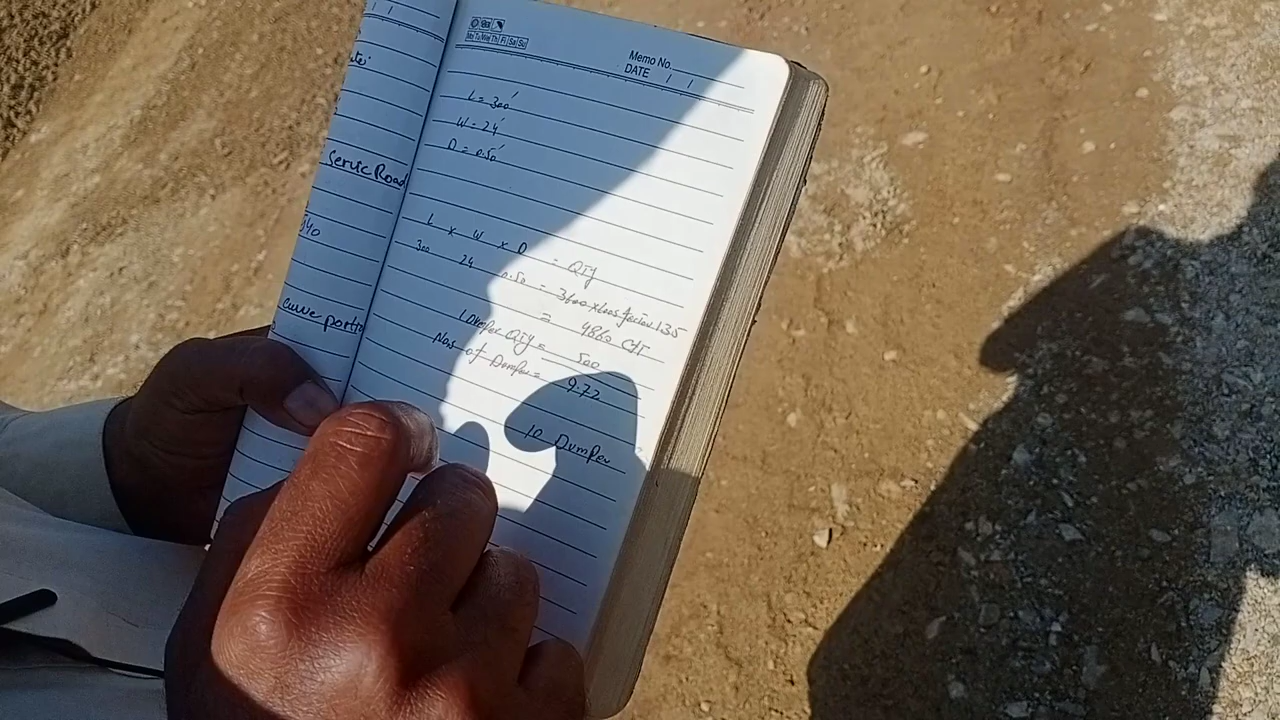 Mo Tu We Th Fr Sa Su
Memo No.
DATE / /
L = 300'
W = 24'
D = 0.50'
L x W x D = QTY
300 24 0.50 = 3600 x Loos factor 1.35
= 4860 CFT
1 Dumper QTY = 500
Nos of Dumper = 9.72
10 Dumper
Servic Road
curve porti